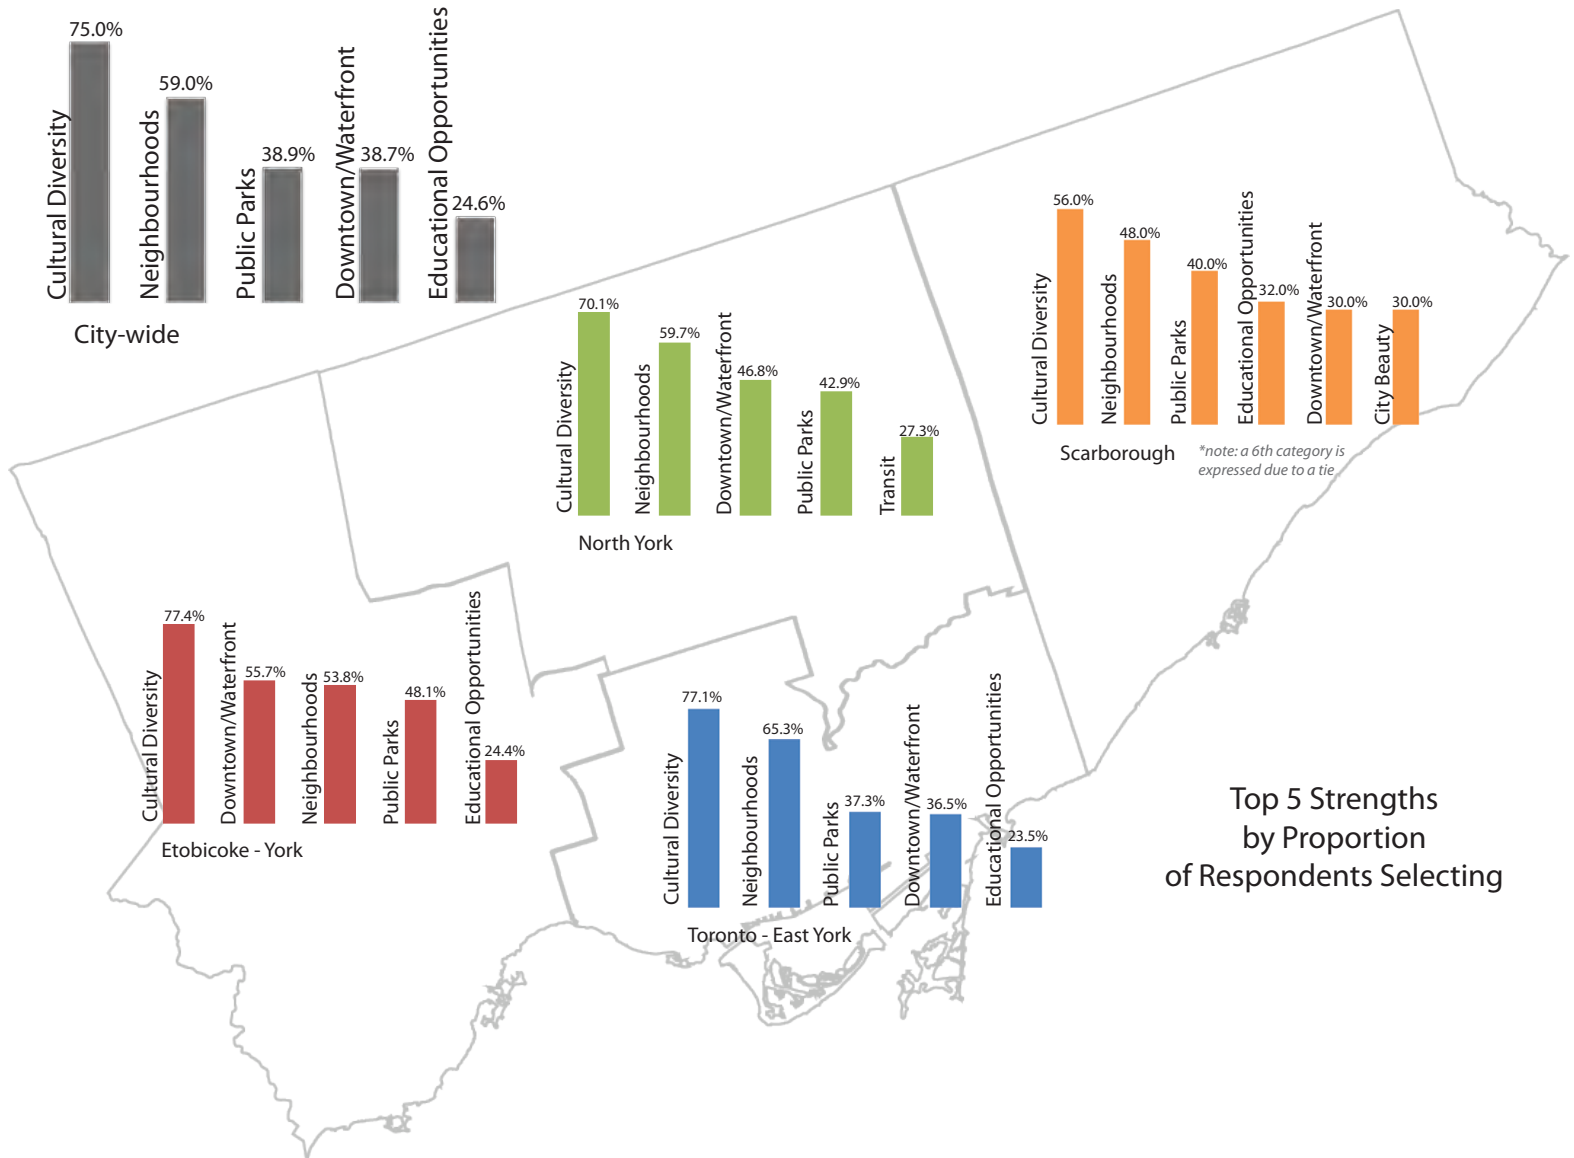 75.0%
Cultural Diversity
59.0%
Neighbourhoods
38.9%
Public Parks
38.7%
Downtown/Waterfront
24.6%
Educational Opportunities
City-wide
70.1%
Cultural Diversity
59.7%
Neighbourhoods
46.8%
Downtown/Waterfront
42.9%
Public Parks
27.3%
Transit
North York
56.0%
Cultural Diversity
48.0%
Neighbourhoods
40.0%
Public Parks
32.0%
Educational Opportunities
30.0%
Downtown/Waterfront
30.0%
City Beauty
Scarborough
*note: a 6th category is
expressed due to a tie
77.4%
Cultural Diversity
55.7%
Downtown/Waterfront
53.8%
Neighbourhoods
48.1%
Public Parks
24.4%
Educational Opportunities
Etobicoke - York
77.1%
Cultural Diversity
65.3%
Neighbourhoods
37.3%
Public Parks
36.5%
Downtown/Waterfront
23.5%
Educational Opportunities
Toronto - East York
Top 5 Strengths
by Proportion
of Respondents Selecting